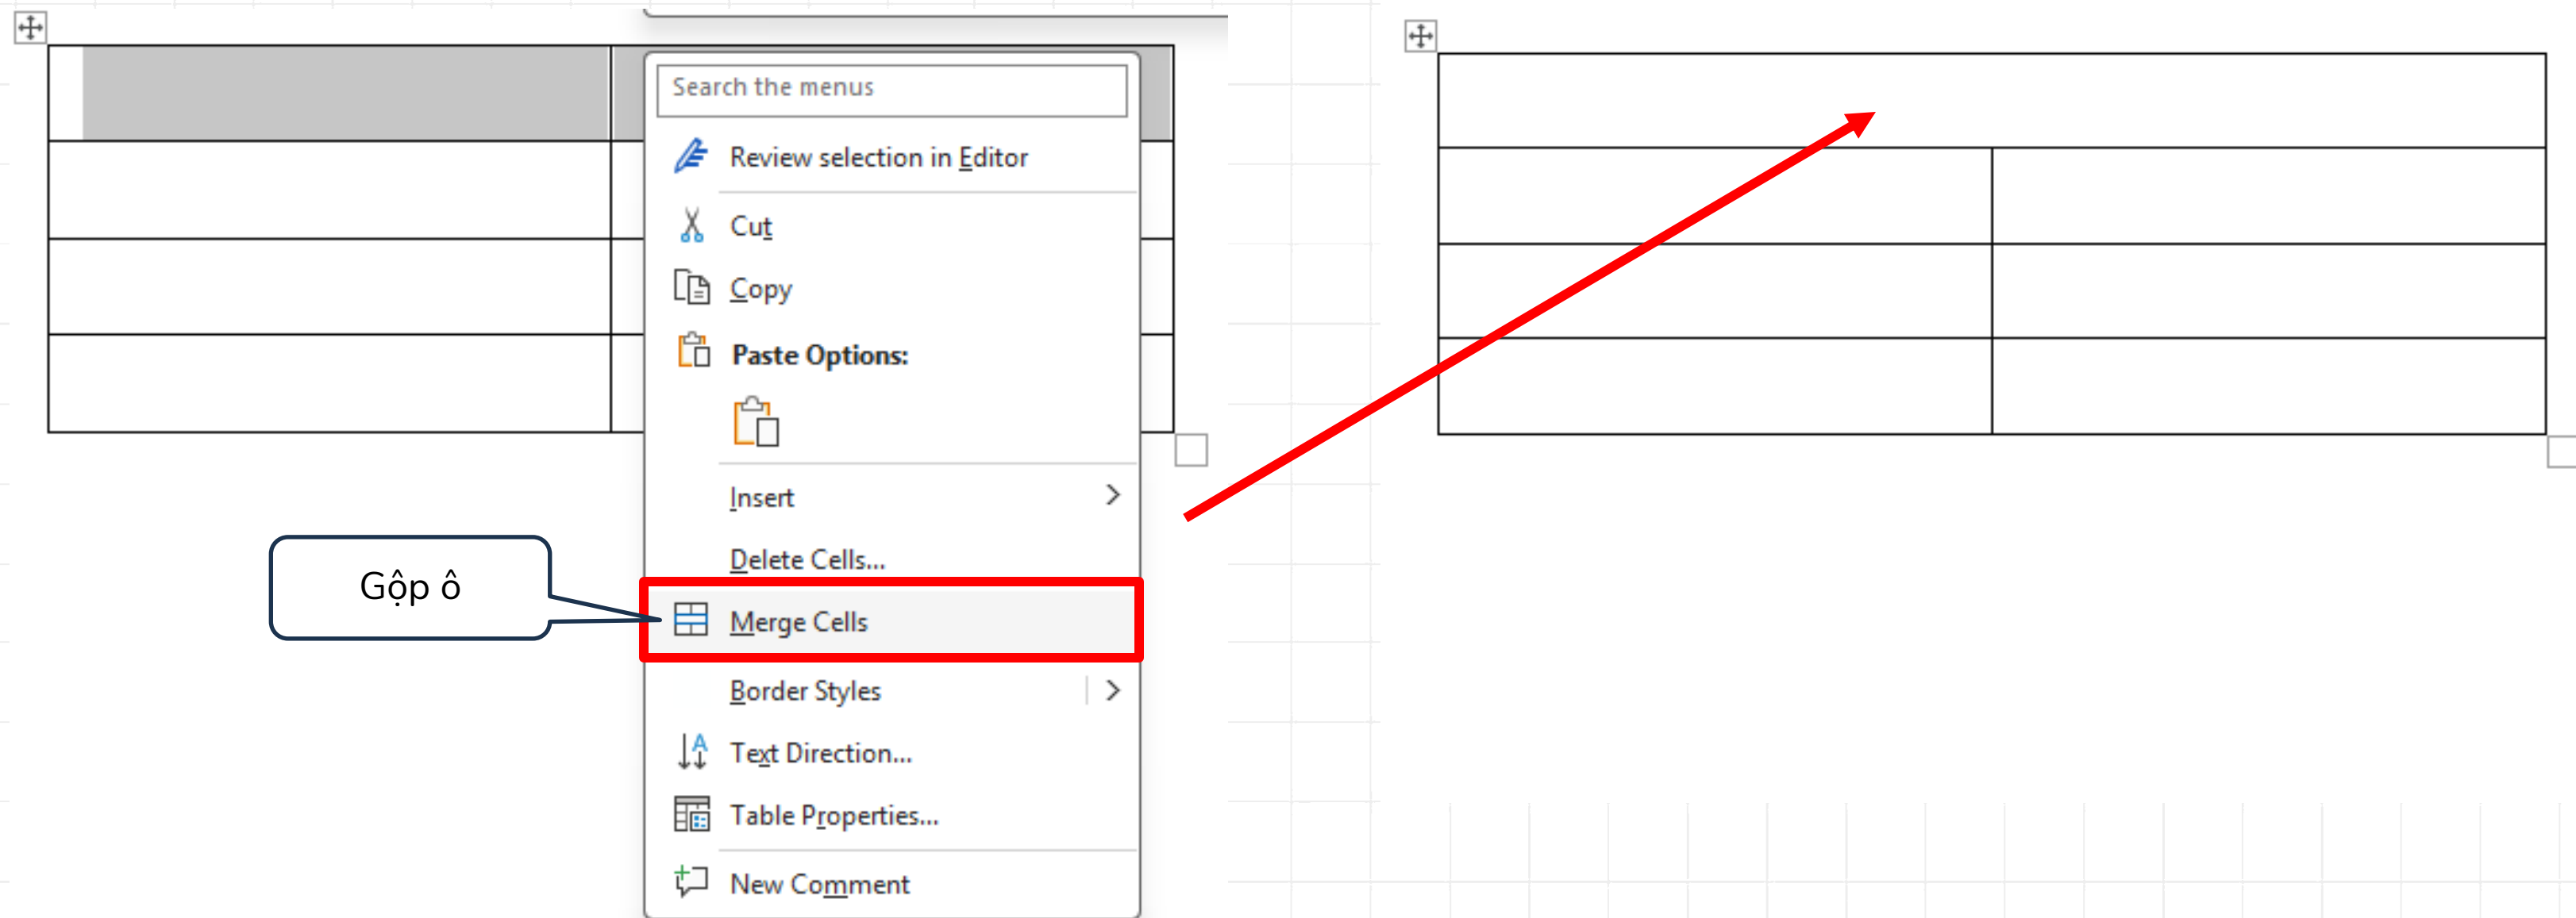 Search the menus
Review selection in Editor
Cut
Copy
Paste Options:
Insert
Delete Cells...
Gộp ô
Merge Cells
Border Styles
Text Direction...
Table Properties...
New Comment